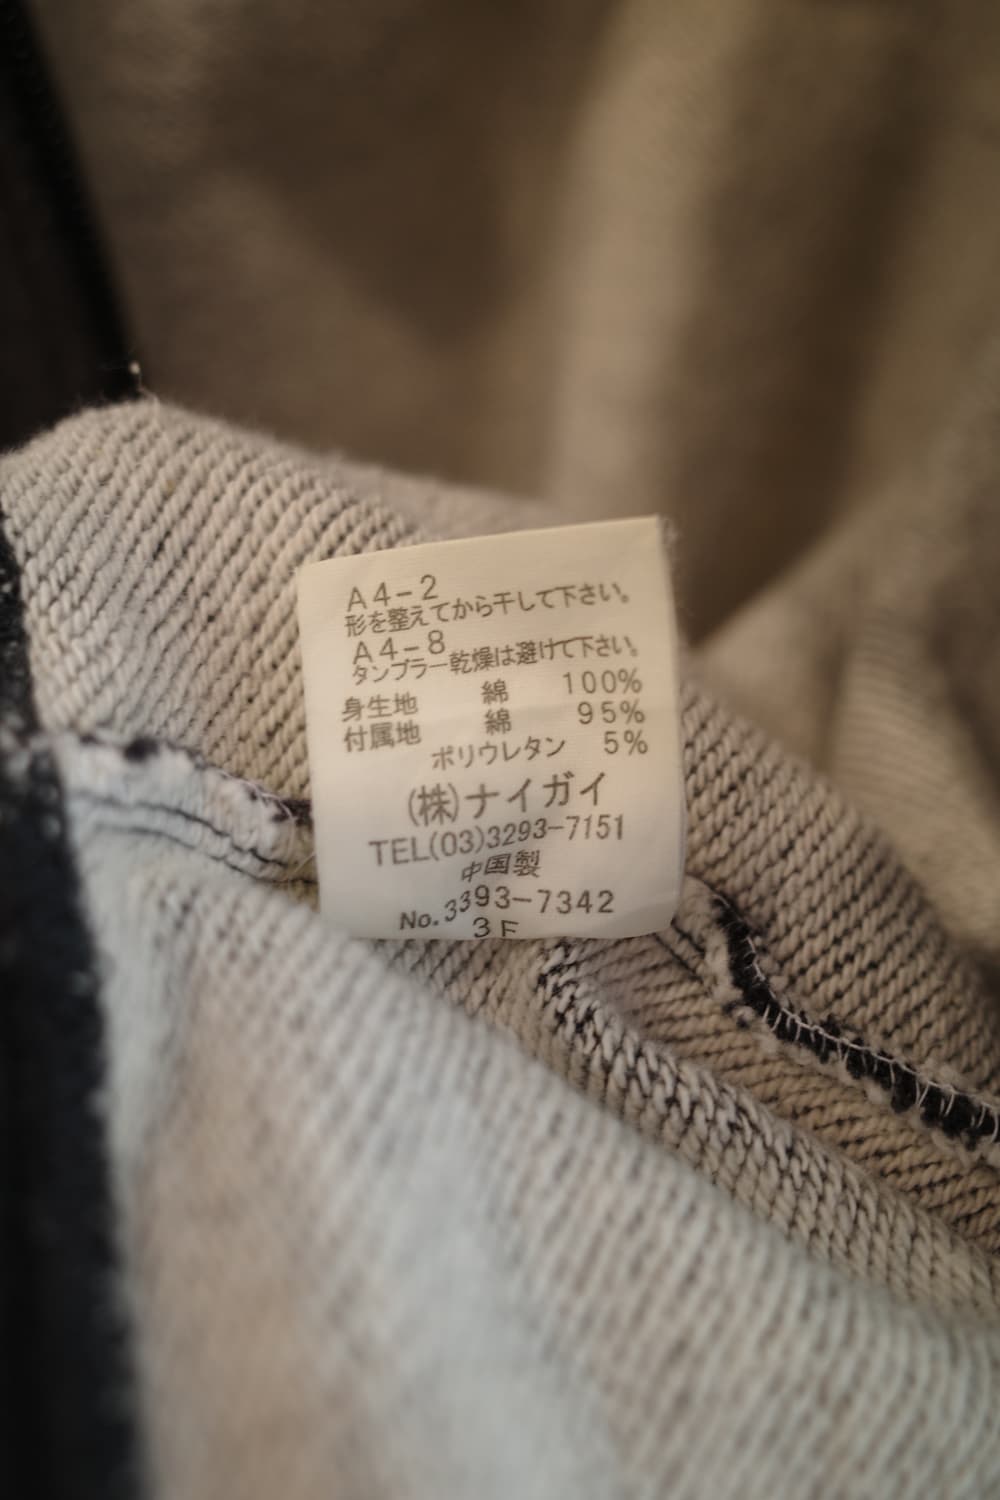 A4-2
形を整えてから干して下さい。
A4-8
タンブラー乾燥は避けて下さい。
身生地 綿 100%
付属地 綿 95%
ポリウレタン 5%
(株)ナイガイ
TEL(03)3293-7151
中国製
No.3393-7342
3F